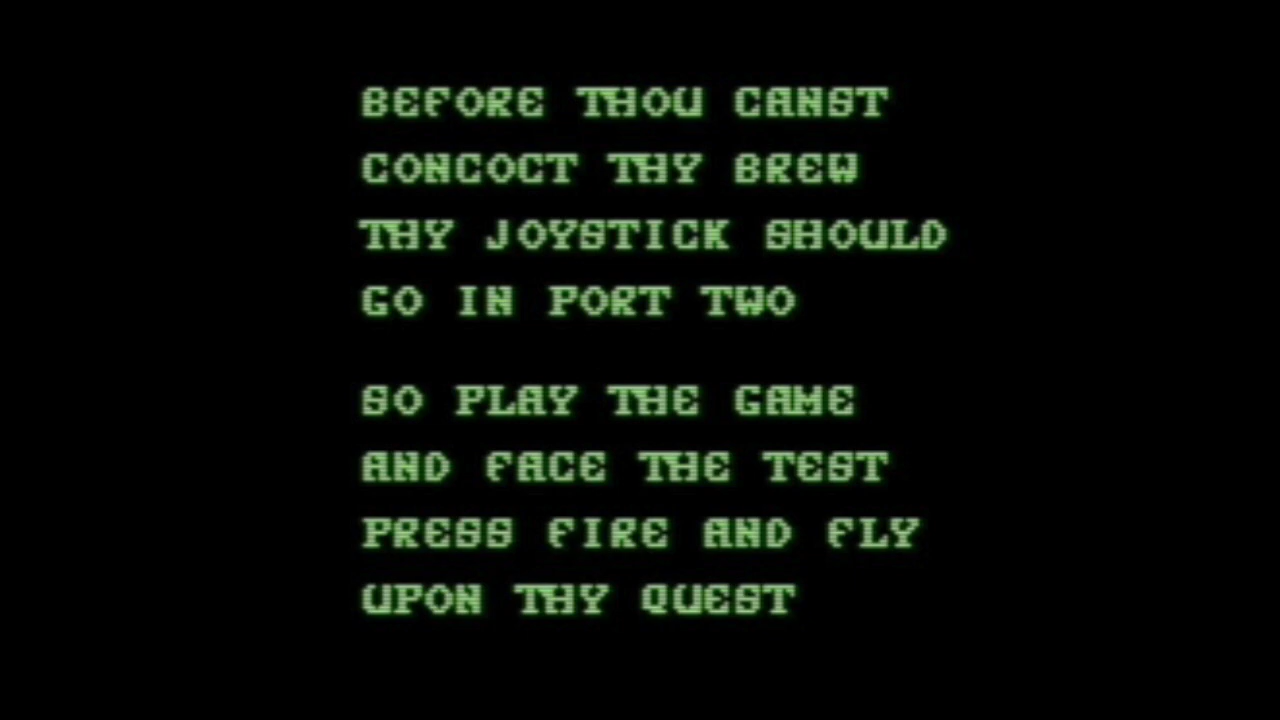 BEFORE THOU CANST
CONCOCT THY BREW
THY JOYSTICK SHOULD
GO IN PORT TWO
SO PLAY THE GAME
AND FACE THE TEST
PRESS FIRE AND FLY
UPON THY QUEST